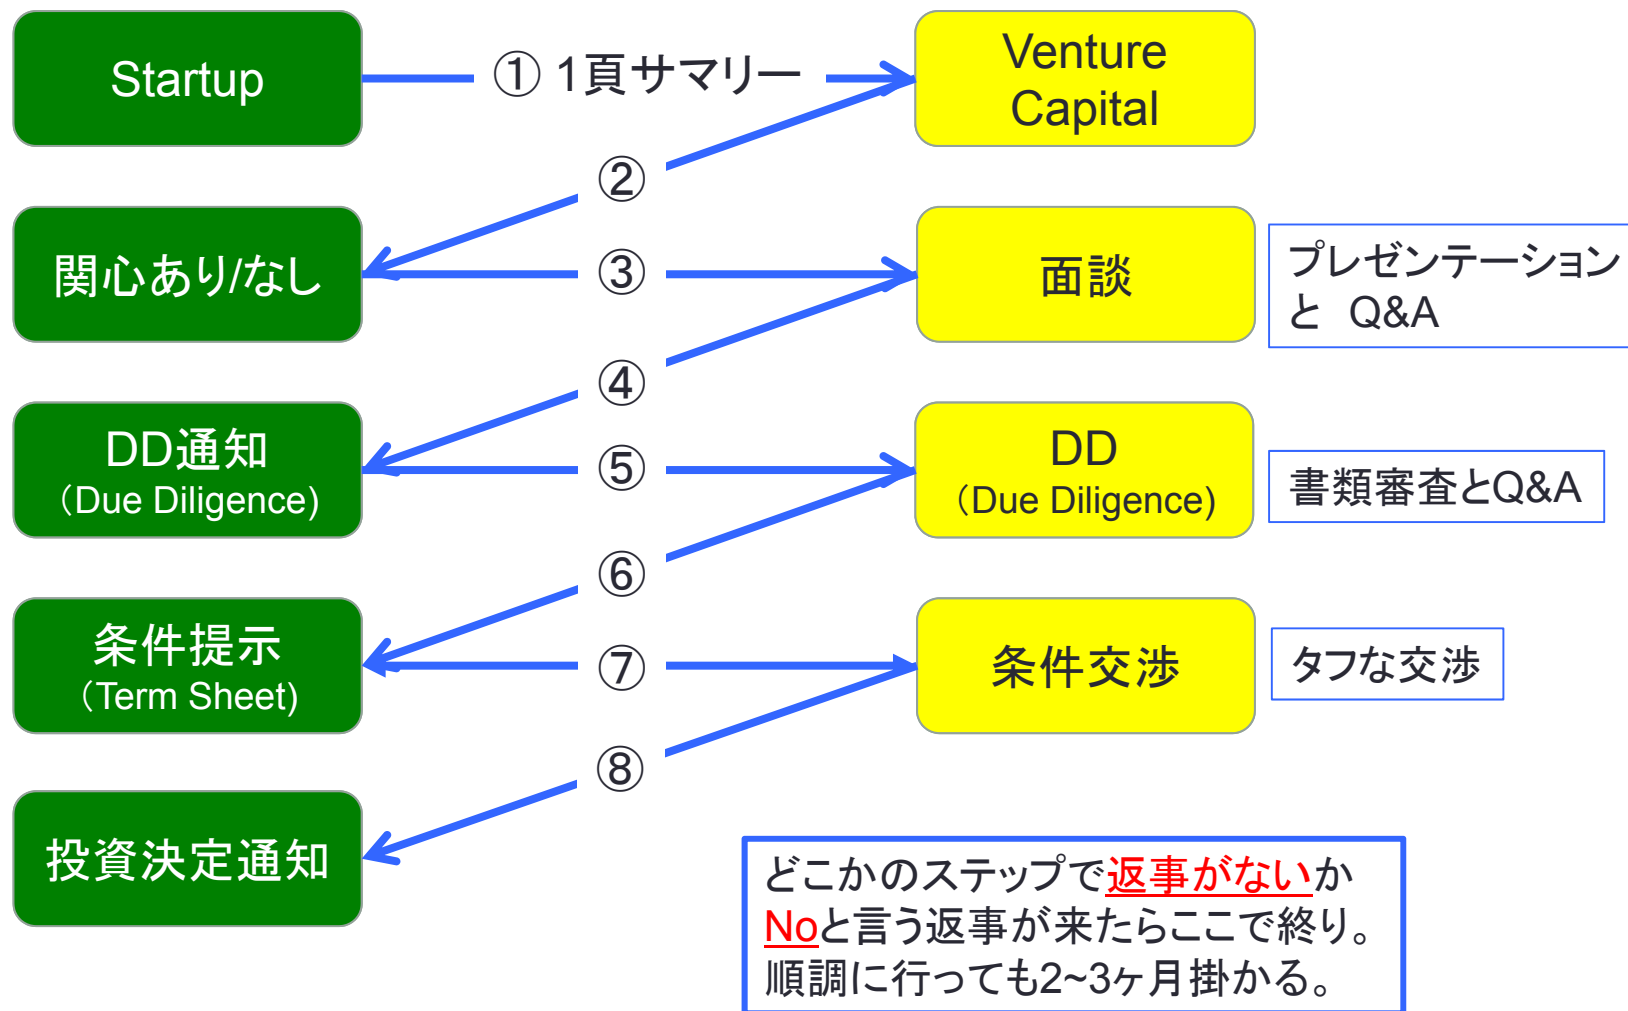 Startup
① 1頁サマリー
Venture
Capital
②
関心あり/なし
③
面談
プレゼンテーション
と Q&A
④
DD通知
（Due Diligence)
⑤
DD
（Due Diligence)
書類審査とQ&A
⑥
条件提示
（Term Sheet)
⑦
条件交渉
タフな交渉
⑧
投資決定通知
どこかのステップで返事がないか
Noと言う返事が来たらここで終り。
順調に行っても2~3ヶ月掛かる。